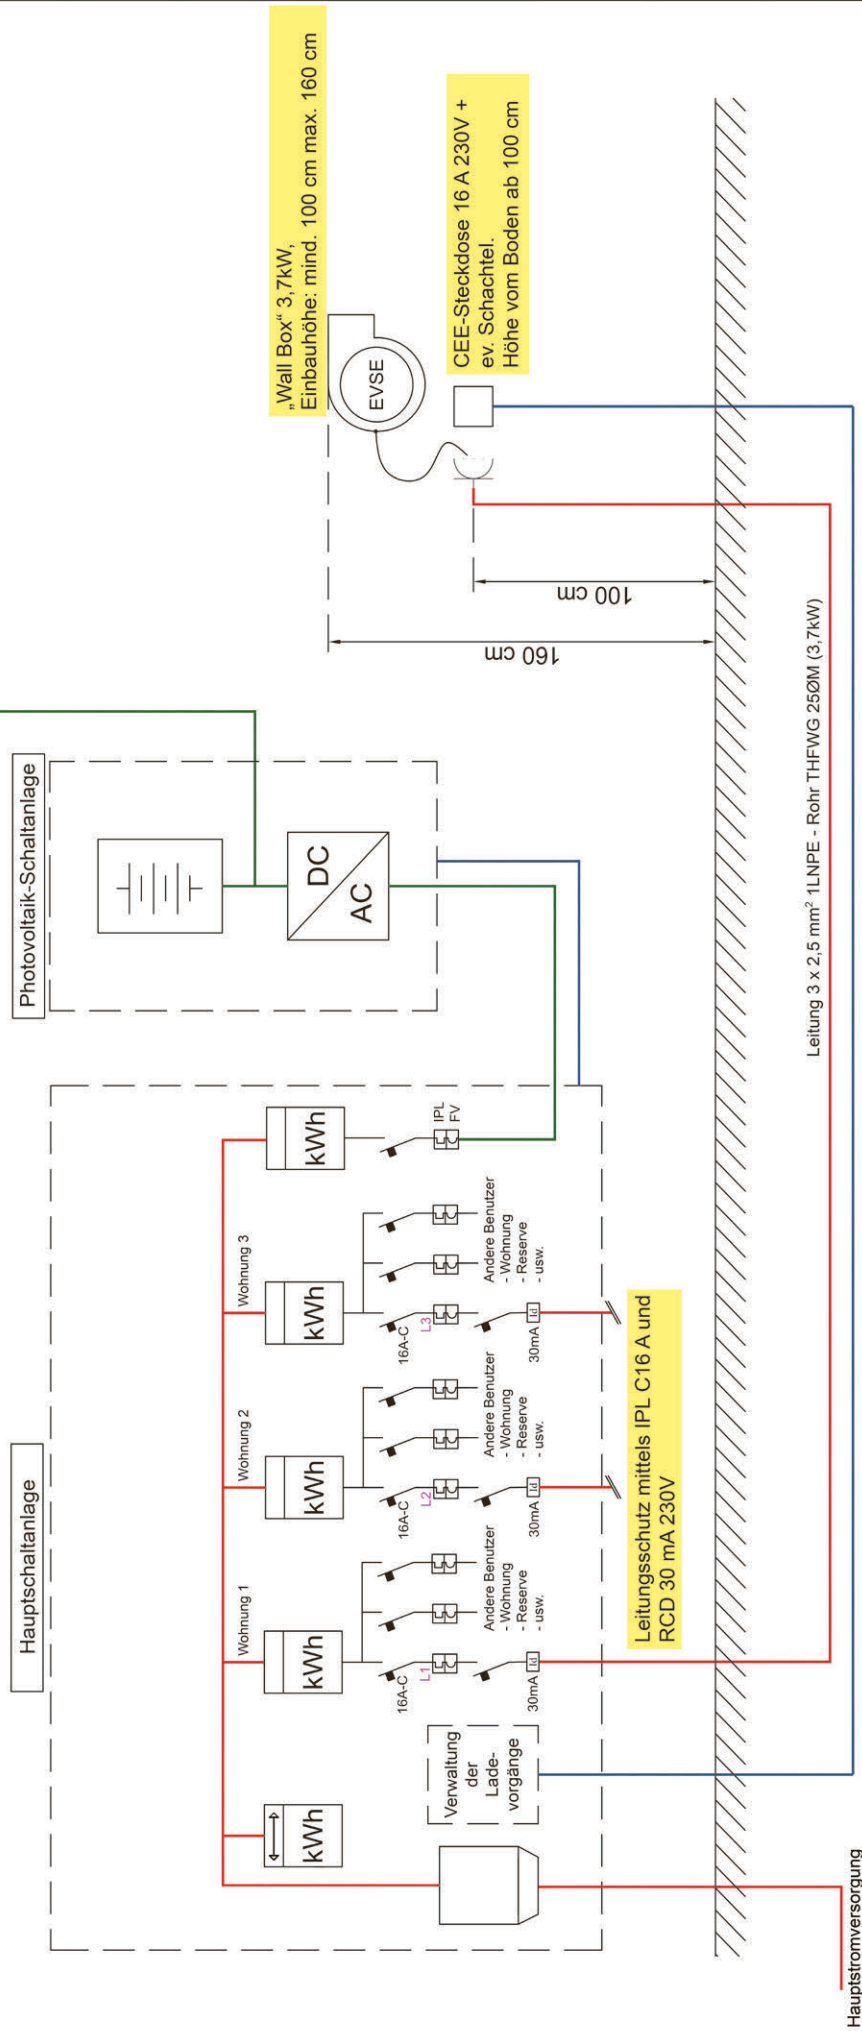 Hauptschaltanlage
Photovoltaik-Schaltanlage
„Wall Box“ 3,7kW,
Einbauhöhe: mind. 100 cm max. 160 cm
EVSE
CEE-Steckdose 16 A 230V +
ev. Schachtel.
Höhe vom Boden ab 100 cm
160 cm
100 cm
DC
AC
kWh
Wohnung 1
kWh
Wohnung 2
kWh
Wohnung 3
kWh
kWh
16A-C
L1
30mA
Id
Andere Benutzer
- Wohnung
- Reserve
- usw.
16A-C
L2
30mA
Id
Andere Benutzer
- Wohnung
- Reserve
- usw.
16A-C
L3
30mA
Id
Andere Benutzer
- Wohnung
- Reserve
- usw.
IPL
FV
Verwaltung
der
Lade-
vorgänge
Leitungsschutz mittels IPL C16 A und
RCD 30 mA 230V
Leitung 3 x 2,5 mm² 1LNPE - Rohr THFWG 25ØM (3,7kW)
Hauptstromversorgung